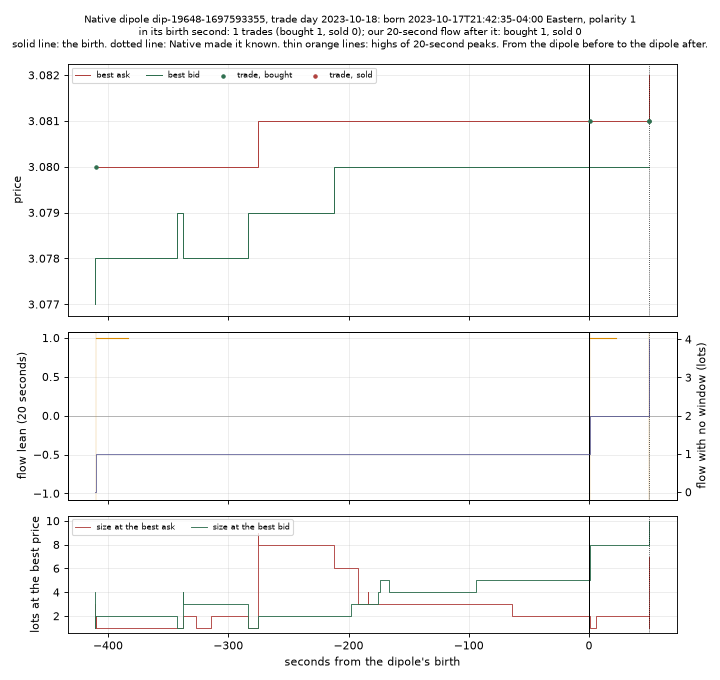 Native dipole dip-19648-1697593355, trade day 2023-10-18: born 2023-10-17T21:42:35-04:00 Eastern, polarity 1
in its birth second: 1 trades (bought 1, sold 0); our 20-second flow after it: bought 1, sold 0
solid line: the birth. dotted line: Native made it known. thin orange lines: highs of 20-second peaks. From the dipole before to the dipole after.
best ask best bid trade, bought trade, sold
3.082
3.081
3.080
3.079
3.078
3.077
price
1.0
0.5
0.0
−0.5
−1.0
flow lean (20 seconds)
4
3
2
1
0
flow with no window (lots)
size at the best ask size at the best bid
10
8
6
4
2
lots at the best price
−400 −300 −200 −100 0
seconds from the dipole's birth